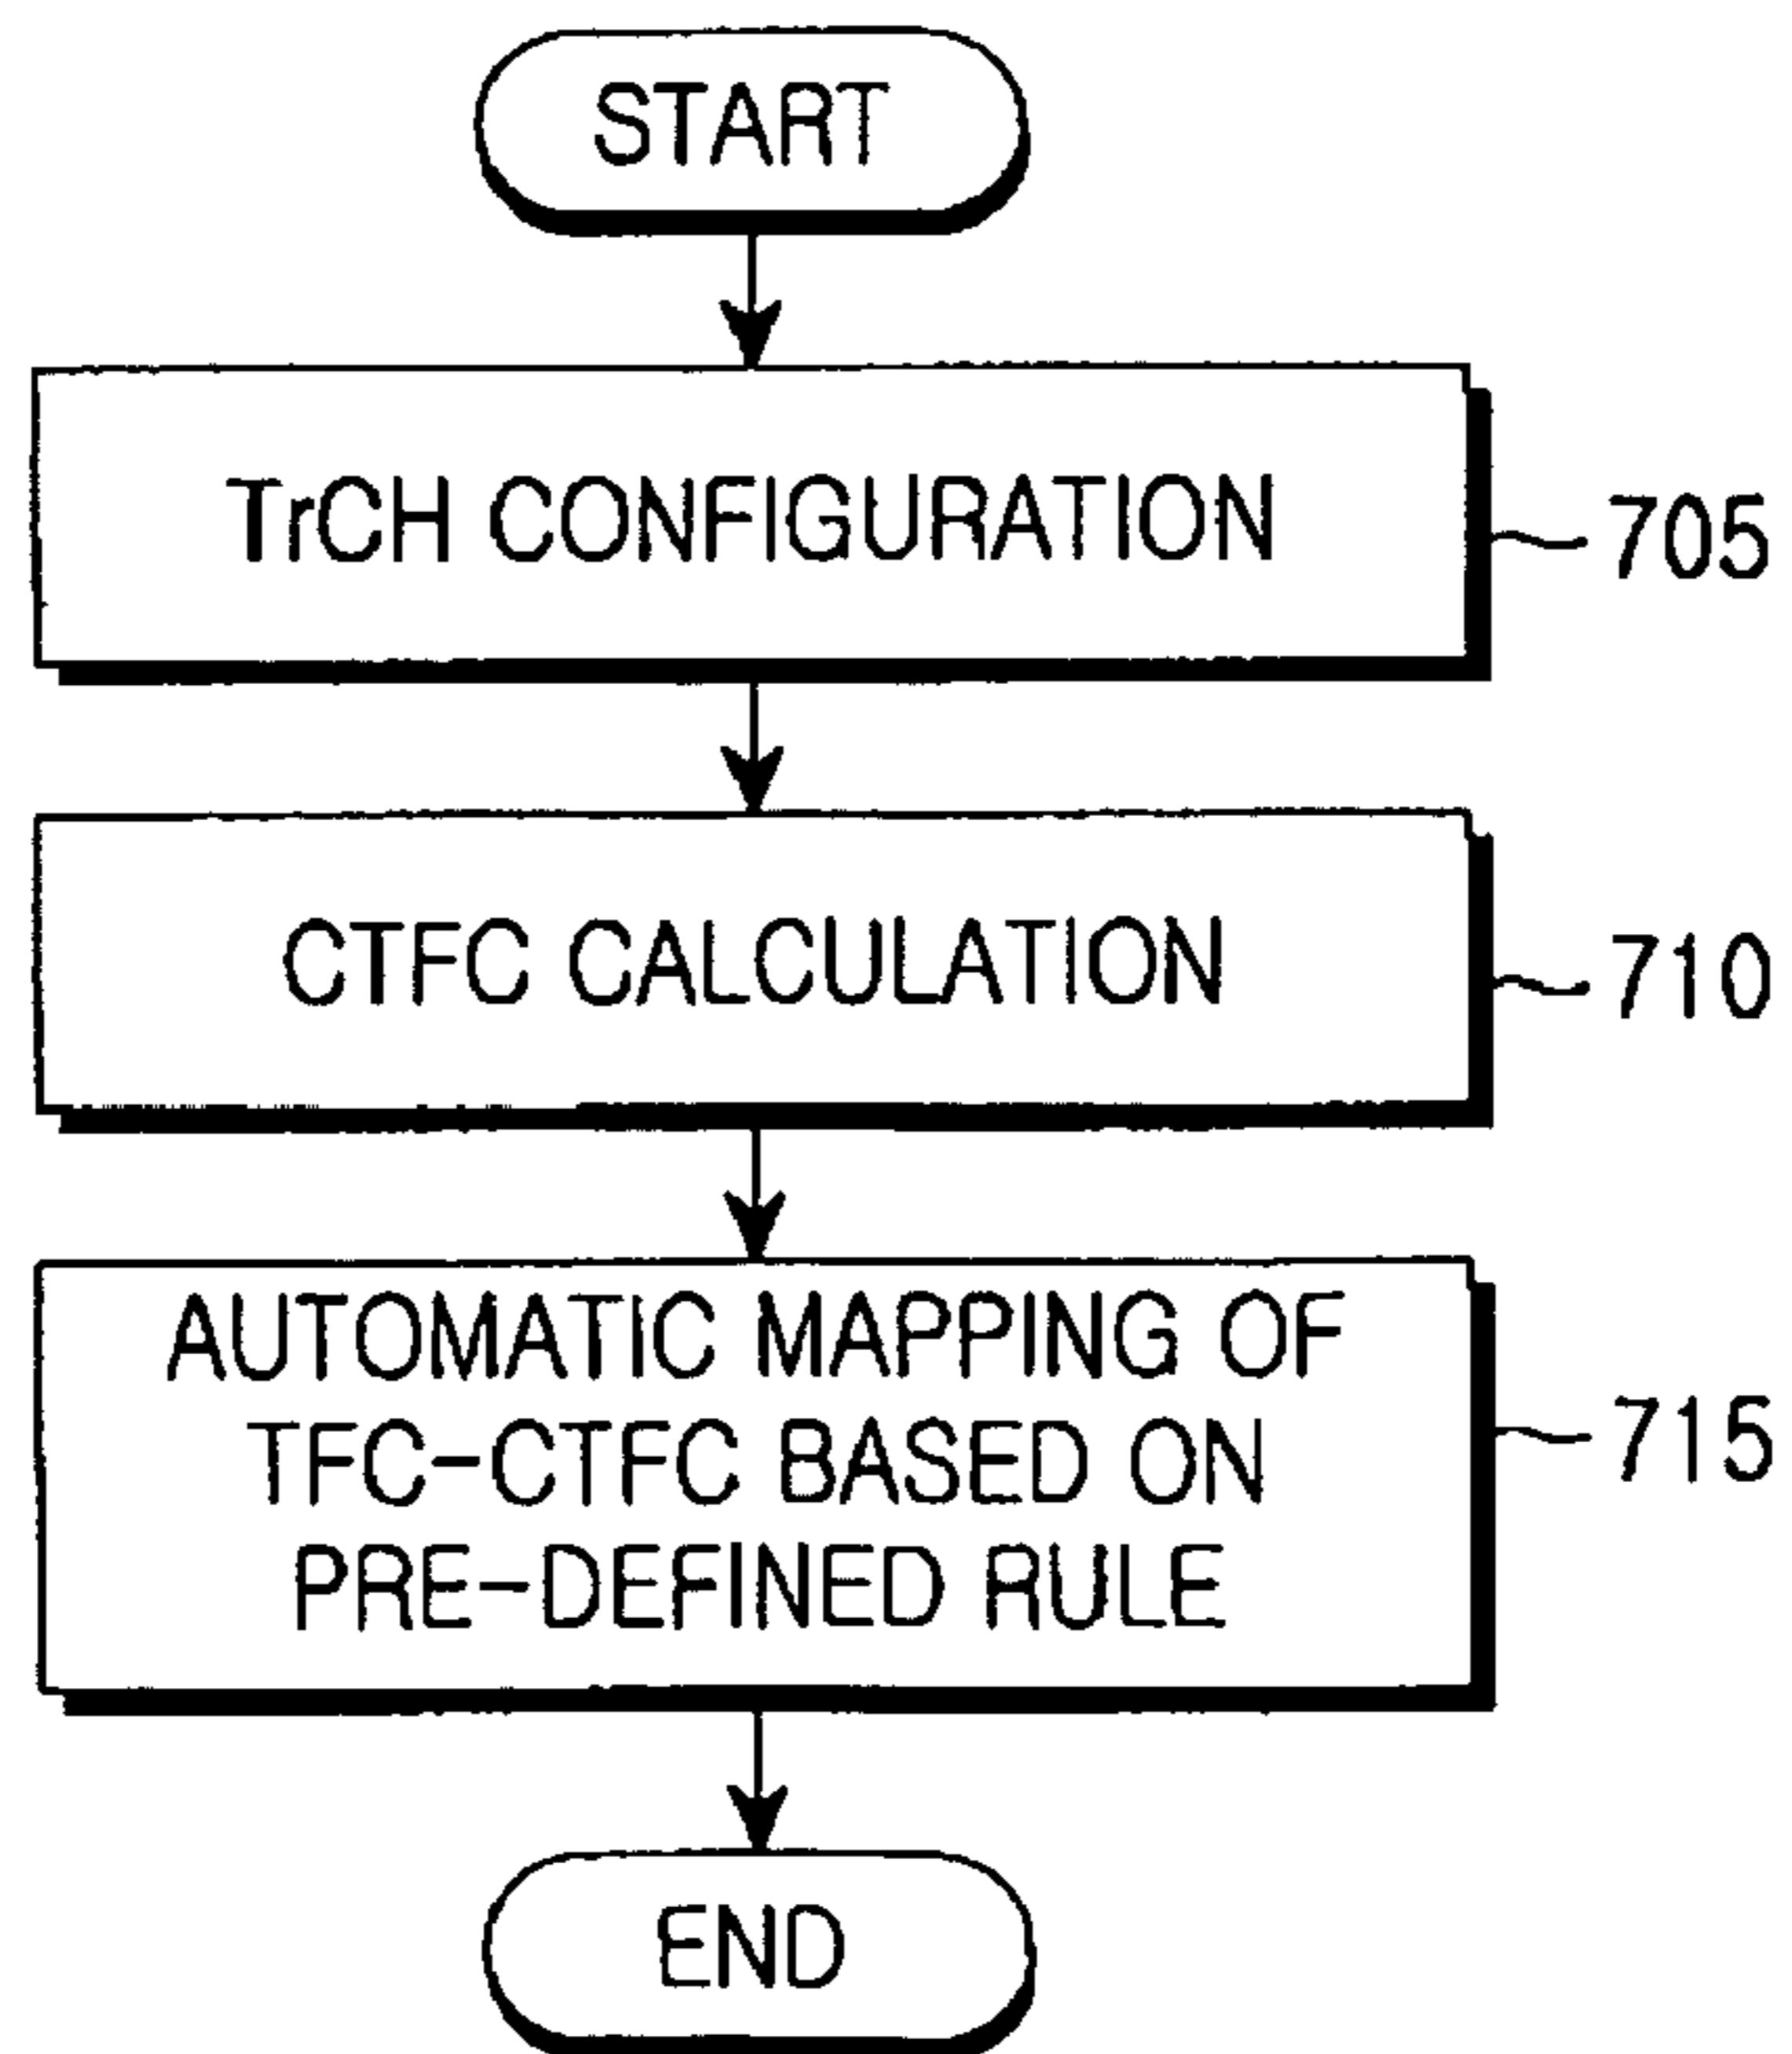 START
TrCH CONFIGURATION
705
CTFC CALCULATION
710
AUTOMATIC MAPPING OF
TFC-CTFC BASED ON
PRE-DEFINED RULE
715
END